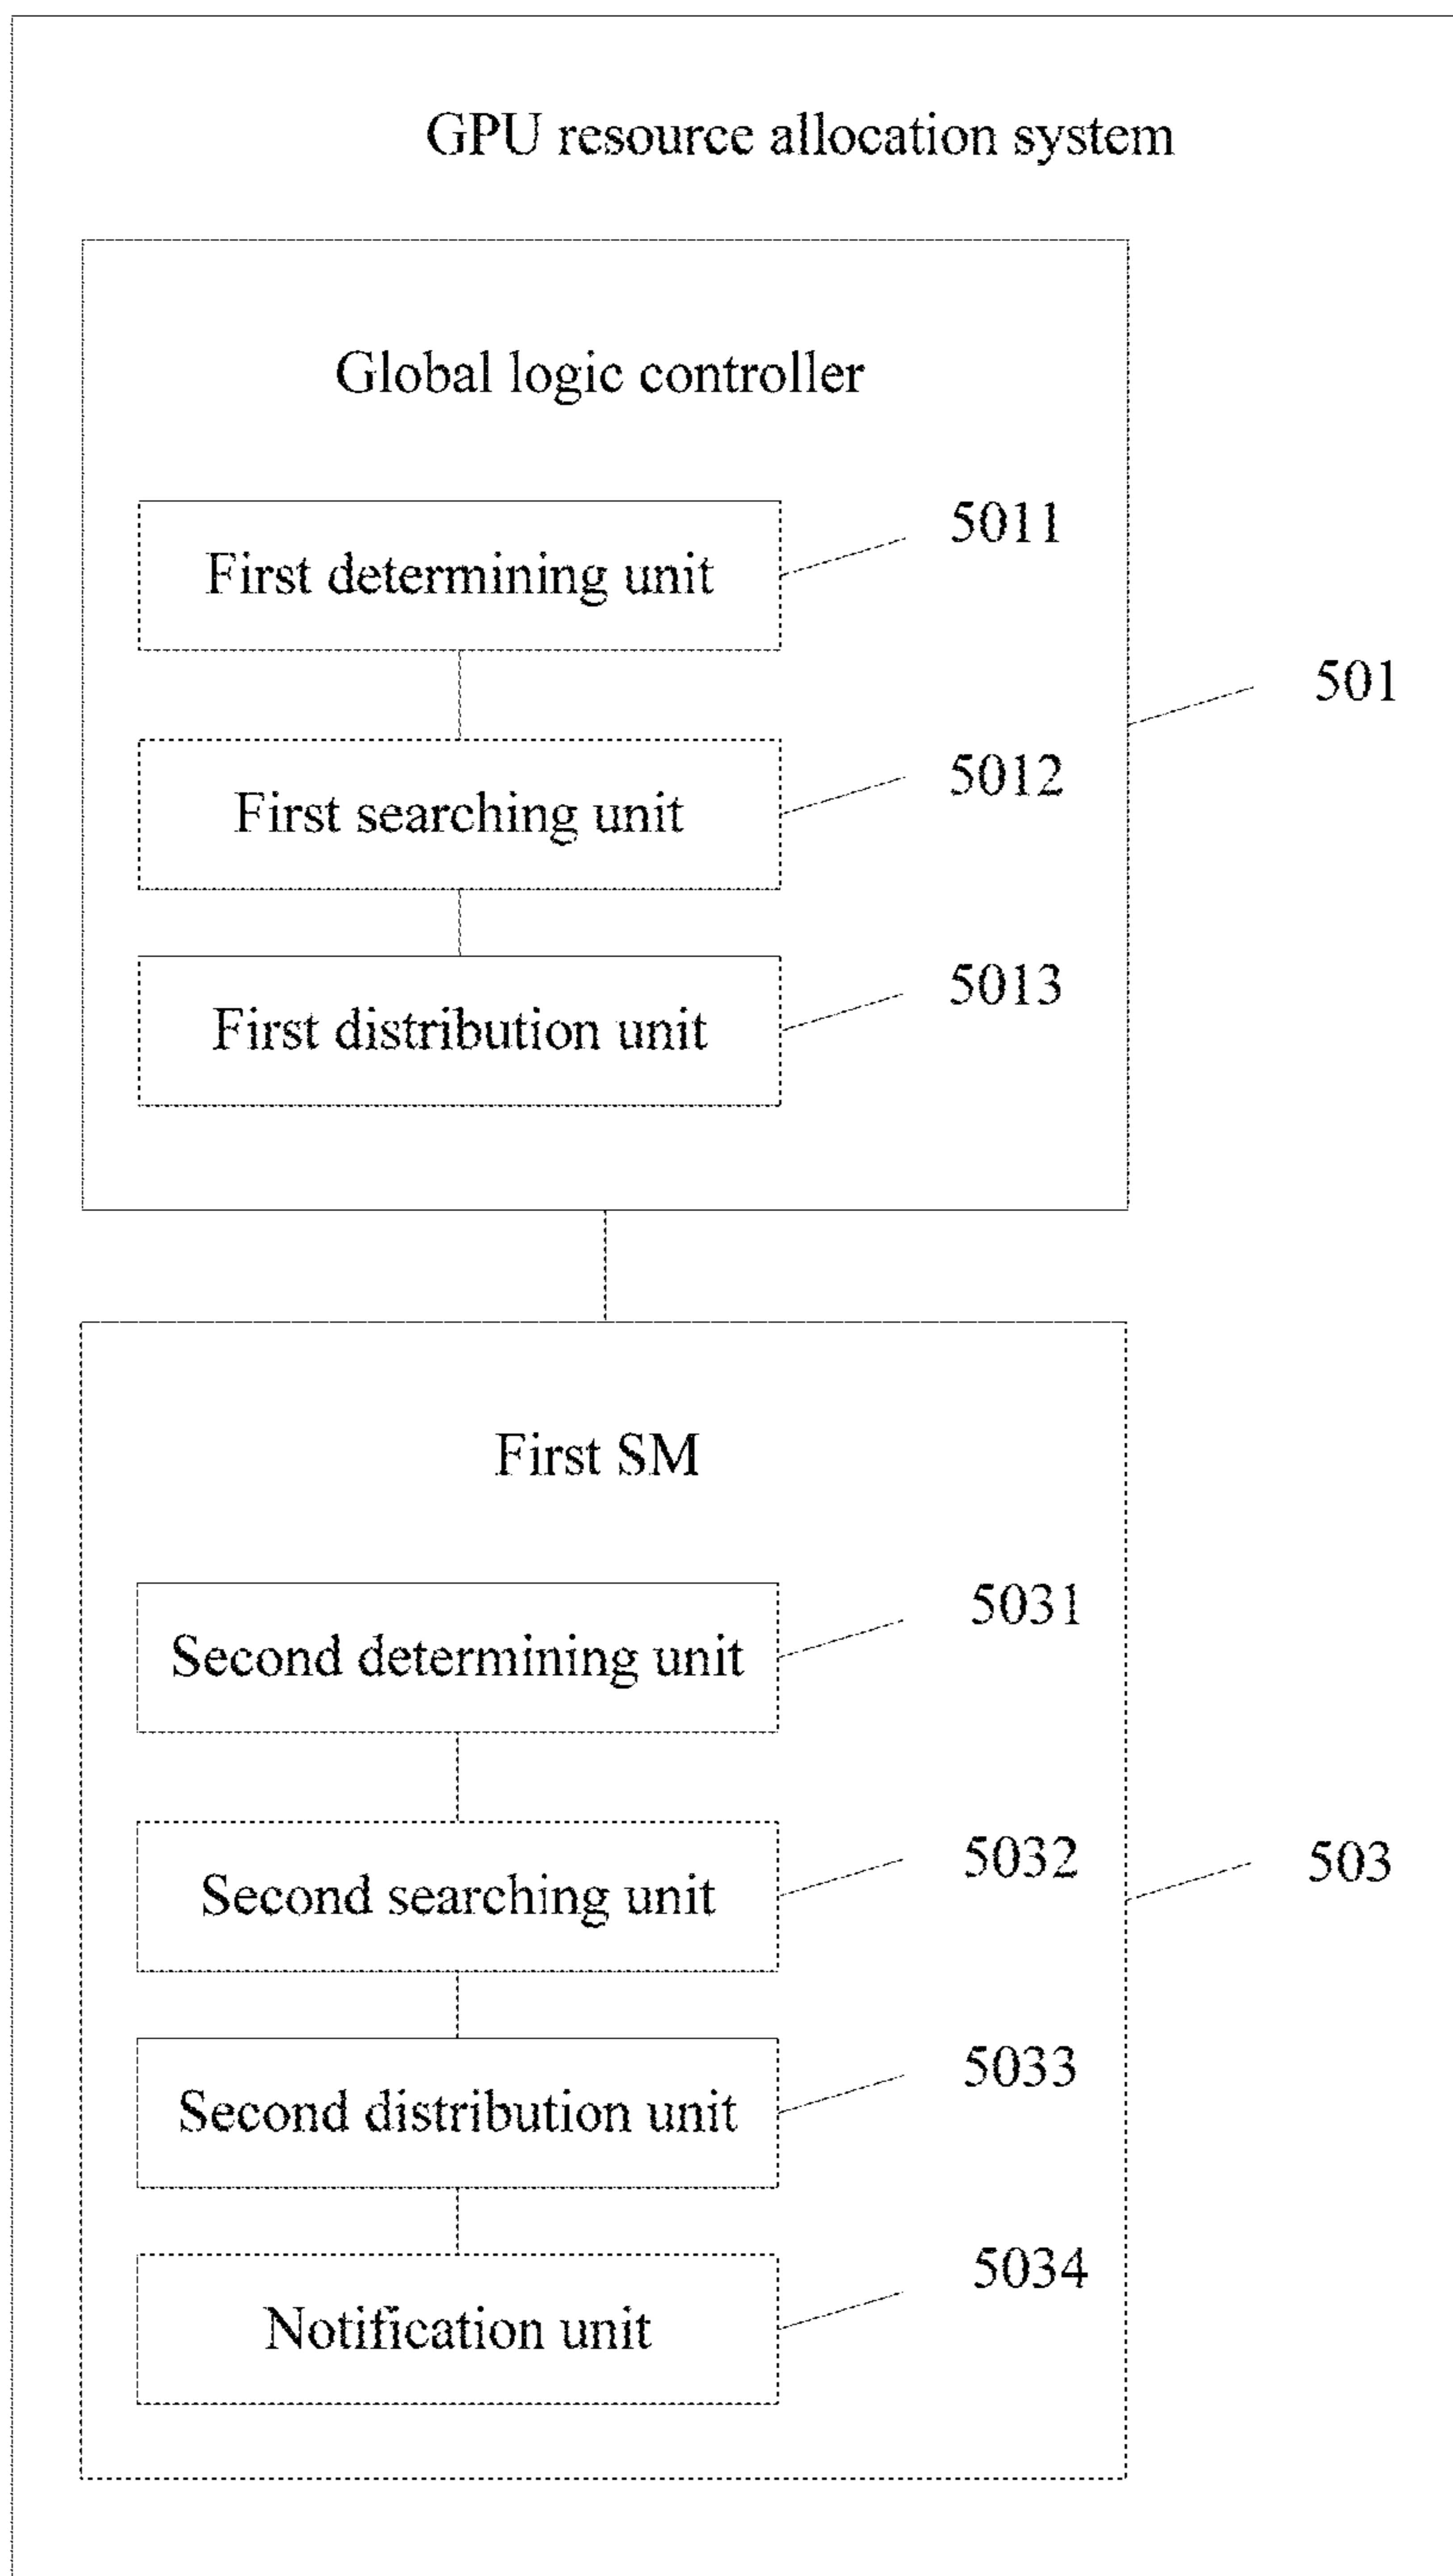 GPU resource allocation system
Global logic controller
First determining unit
5011
First searching unit
5012
First distribution unit
5013
501
First SM
Second determining unit
5031
Second searching unit
5032
Second distribution unit
5033
Notification unit
5034
503